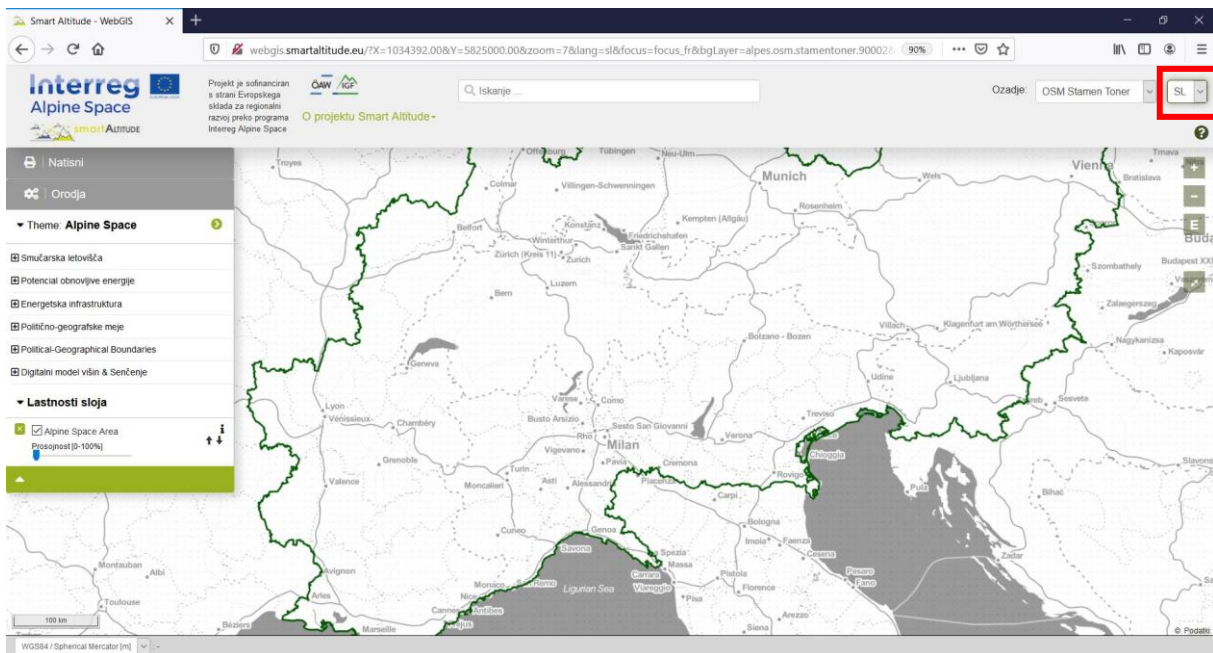 Smart Altitude - WebGIS
webgis.smartaltitude.eu/?X=1034392.00&Y=5825000.00&zoom=7&lang=sl&focus=focus_fr&bgLayer=alpes.osm.stamentoner.900028
90%
Interreg
Alpine Space
smartALTITUDE
Projekt je sofinanciran
s strani Evropskega
sklada za regionalni
razvoj preko programa
Interreg Alpine Space
ÖAW IGF
O projektu Smart Altitude
Iskanje ...
Ozadje: OSM Stamen Toner
SL
?
Natisni
Orodja
Theme: Alpine Space
Smučarska letovišča
Potencial obnovljive energije
Energetska infrastruktura
Politično-geografske meje
Political-Geographical Boundaries
Digitalni model višin & Senčenje
Lastnosti sloja
Alpine Space Area
i
Prosojnost [0-100%]
Troyes
Offenburg
Tübingen
Neu-Ulm
Munich
Wels
Vienna
Trnava
Bratislava
Colmar
Villingen-Schwenningen
Rosenheim
Kempten (Allgäu)
Belfort
Konstanz
Friedrichshafen
Winterthur
Sankt Gallen
Zürich (Kreis 11)
Zurich
E
Budapest XXI
Szombathely
Luzern
Bern
Zalaegerszeg
Villach
Klagenfurt am Wörthersee
Bolzano - Bozen
Nagykanizsa
Kaposvár
Geneva
Udine
Ljubljana
Lyon
Vénissieux
Chambéry
Varese
Como
Busto Arsizio
Sesto San Giovanni
Treviso
Sesvete
Rho
Milan
Verona
Vigevano
Pavia
Cremona
Chioggia
Grenoble
Turin
Rovigo
Valence
Moncalieri
Asti
Piacenza
Carpi
Pula
Bihać
Cuneo
Genoa
Bologna
Imola
Faenza
Savona
Spezia
Cesena
Massa
Zadar
Montauban
Albi
Avignon
Carrara
Pistoia
Pesaro
Fano
Monaco
Viareggio
Florence
Nice
Ligurian Sea
Pisa
Arles
Toulouse
Antibes
Arezzo
100 km
Béziers
Marseille
Siena
© Podatki:
WGS84 / Spherical Mercator [m]